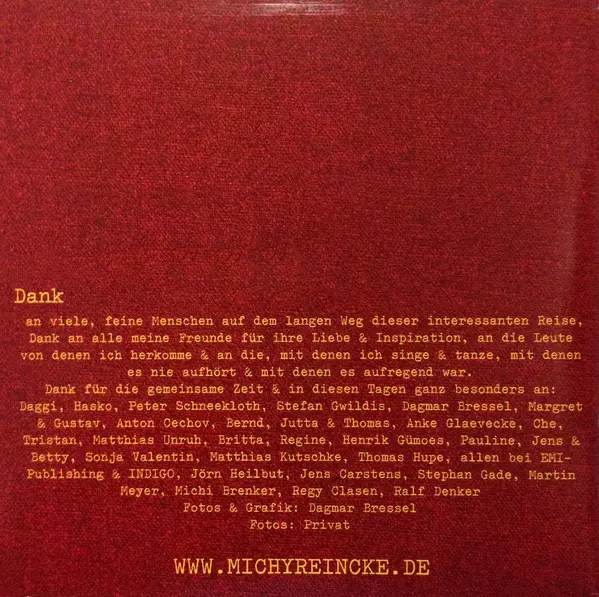 Dank
an viele, feine Menschen auf dem langen Weg dieser interessanten Reise,
Dank an alle meine Freunde für ihre Liebe & Inspiration, an die Leute
von denen ich herkomme & an die, mit denen ich singe & tanze, mit denen
es nie aufhört & mit denen es aufregend war.
Dank für die gemeinsame Zeit & in diesen Tagen ganz besonders an:
Daggi, Hasko, Peter Schneekloth, Stefan Gwildis, Dagmar Bressel, Margret
& Gustav, Anton Cechov, Bernd, Jutta & Thomas, Anke Glaevecke, Che,
Tristan, Matthias Unruh, Britta, Regine, Henrik Gümoes, Pauline, Jens &
Betty, Sonja Valentin, Matthias Kutschke, Thomas Hupe, allen bei EMI-
Publishing & INDIGO, Jörn Heilbut, Jens Carstens, Stephan Gade, Martin
Meyer, Michi Brenker, Regy Clasen, Ralf Denker
Fotos & Grafik: Dagmar Bressel
Fotos: Privat
WWW.MICHYREINCKE.DE